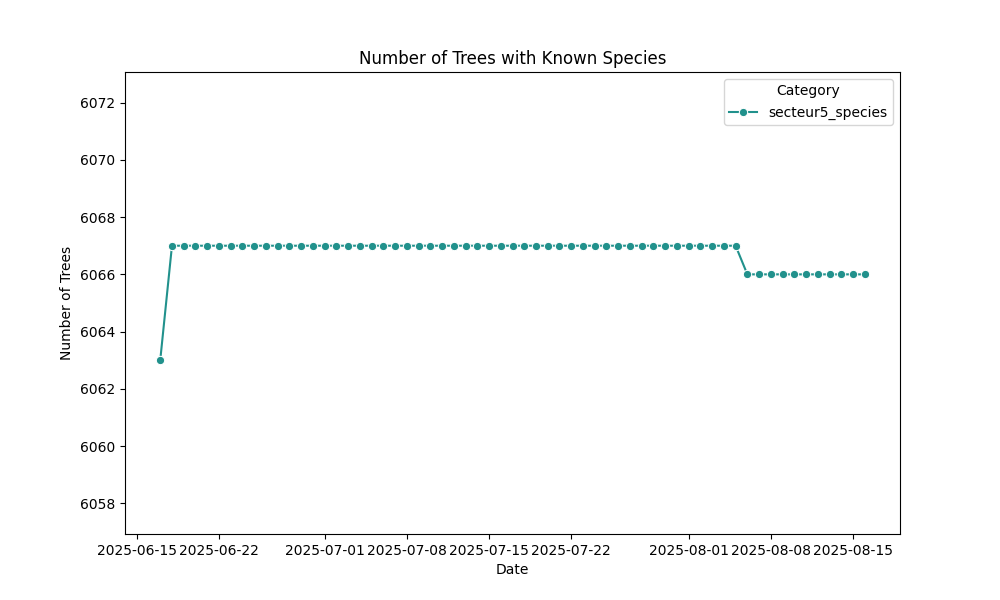 Number of Trees with Known Species
Category
secteur5_species
6072
6070
6068
6066
6064
6062
6060
6058
Number of Trees
2025-06-15 2025-06-22 2025-07-01 2025-07-08 2025-07-15 2025-07-22 2025-08-01 2025-08-08 2025-08-15
Date